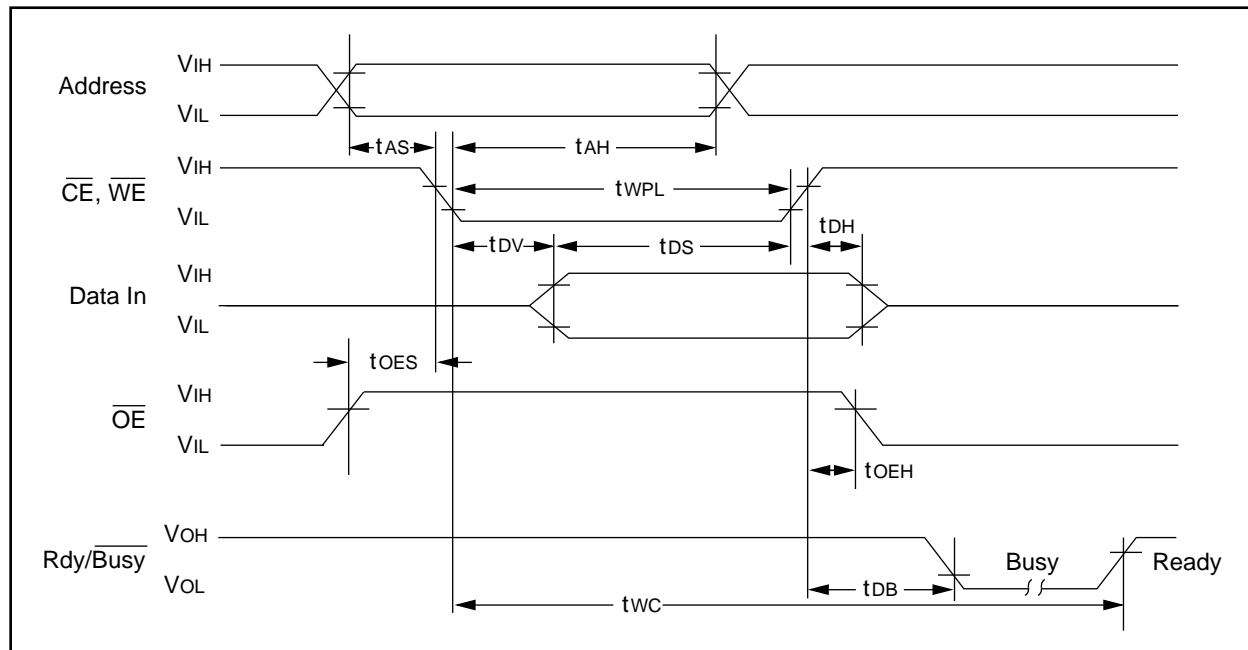 Address
VIH
VIL
tAS
tAH
CE, WE
VIH
VIL
tWPL
tDH
tDV
tDS
Data In
VIH
VIL
tOES
OE
VIH
VIL
tOEH
Rdy/Busy
VOH
VOL
Busy
Ready
tDB
tWC